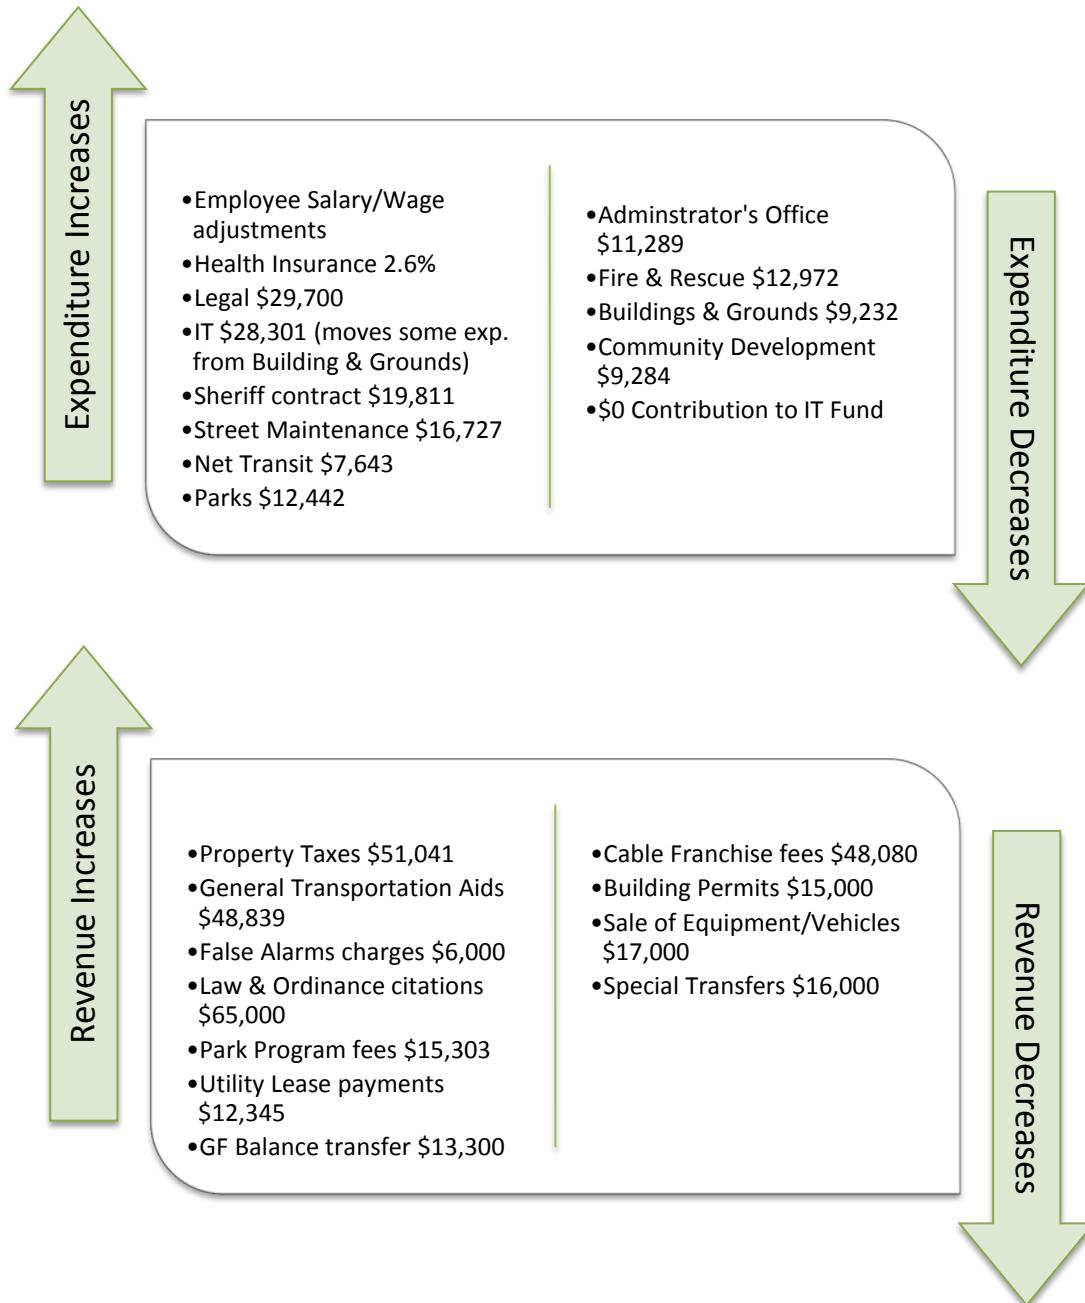 Expenditure Increases
•Employee Salary/Wage
adjustments
•Health Insurance 2.6%
•Legal $29,700
•IT $28,301 (moves some exp.
from Building & Grounds)
•Sheriff contract $19,811
•Street Maintenance $16,727
•Net Transit $7,643
•Parks $12,442
•Adminstrator's Office
$11,289
•Fire & Rescue $12,972
•Buildings & Grounds $9,232
•Community Development
$9,284
•$0 Contribution to IT Fund
Expenditure Decreases
Revenue Increases
•Property Taxes $51,041
•General Transportation Aids
$48,839
•False Alarms charges $6,000
•Law & Ordinance citations
$65,000
•Park Program fees $15,303
•Utility Lease payments
$12,345
•GF Balance transfer $13,300
•Cable Franchise fees $48,080
•Building Permits $15,000
•Sale of Equipment/Vehicles
$17,000
•Special Transfers $16,000
Revenue Decreases